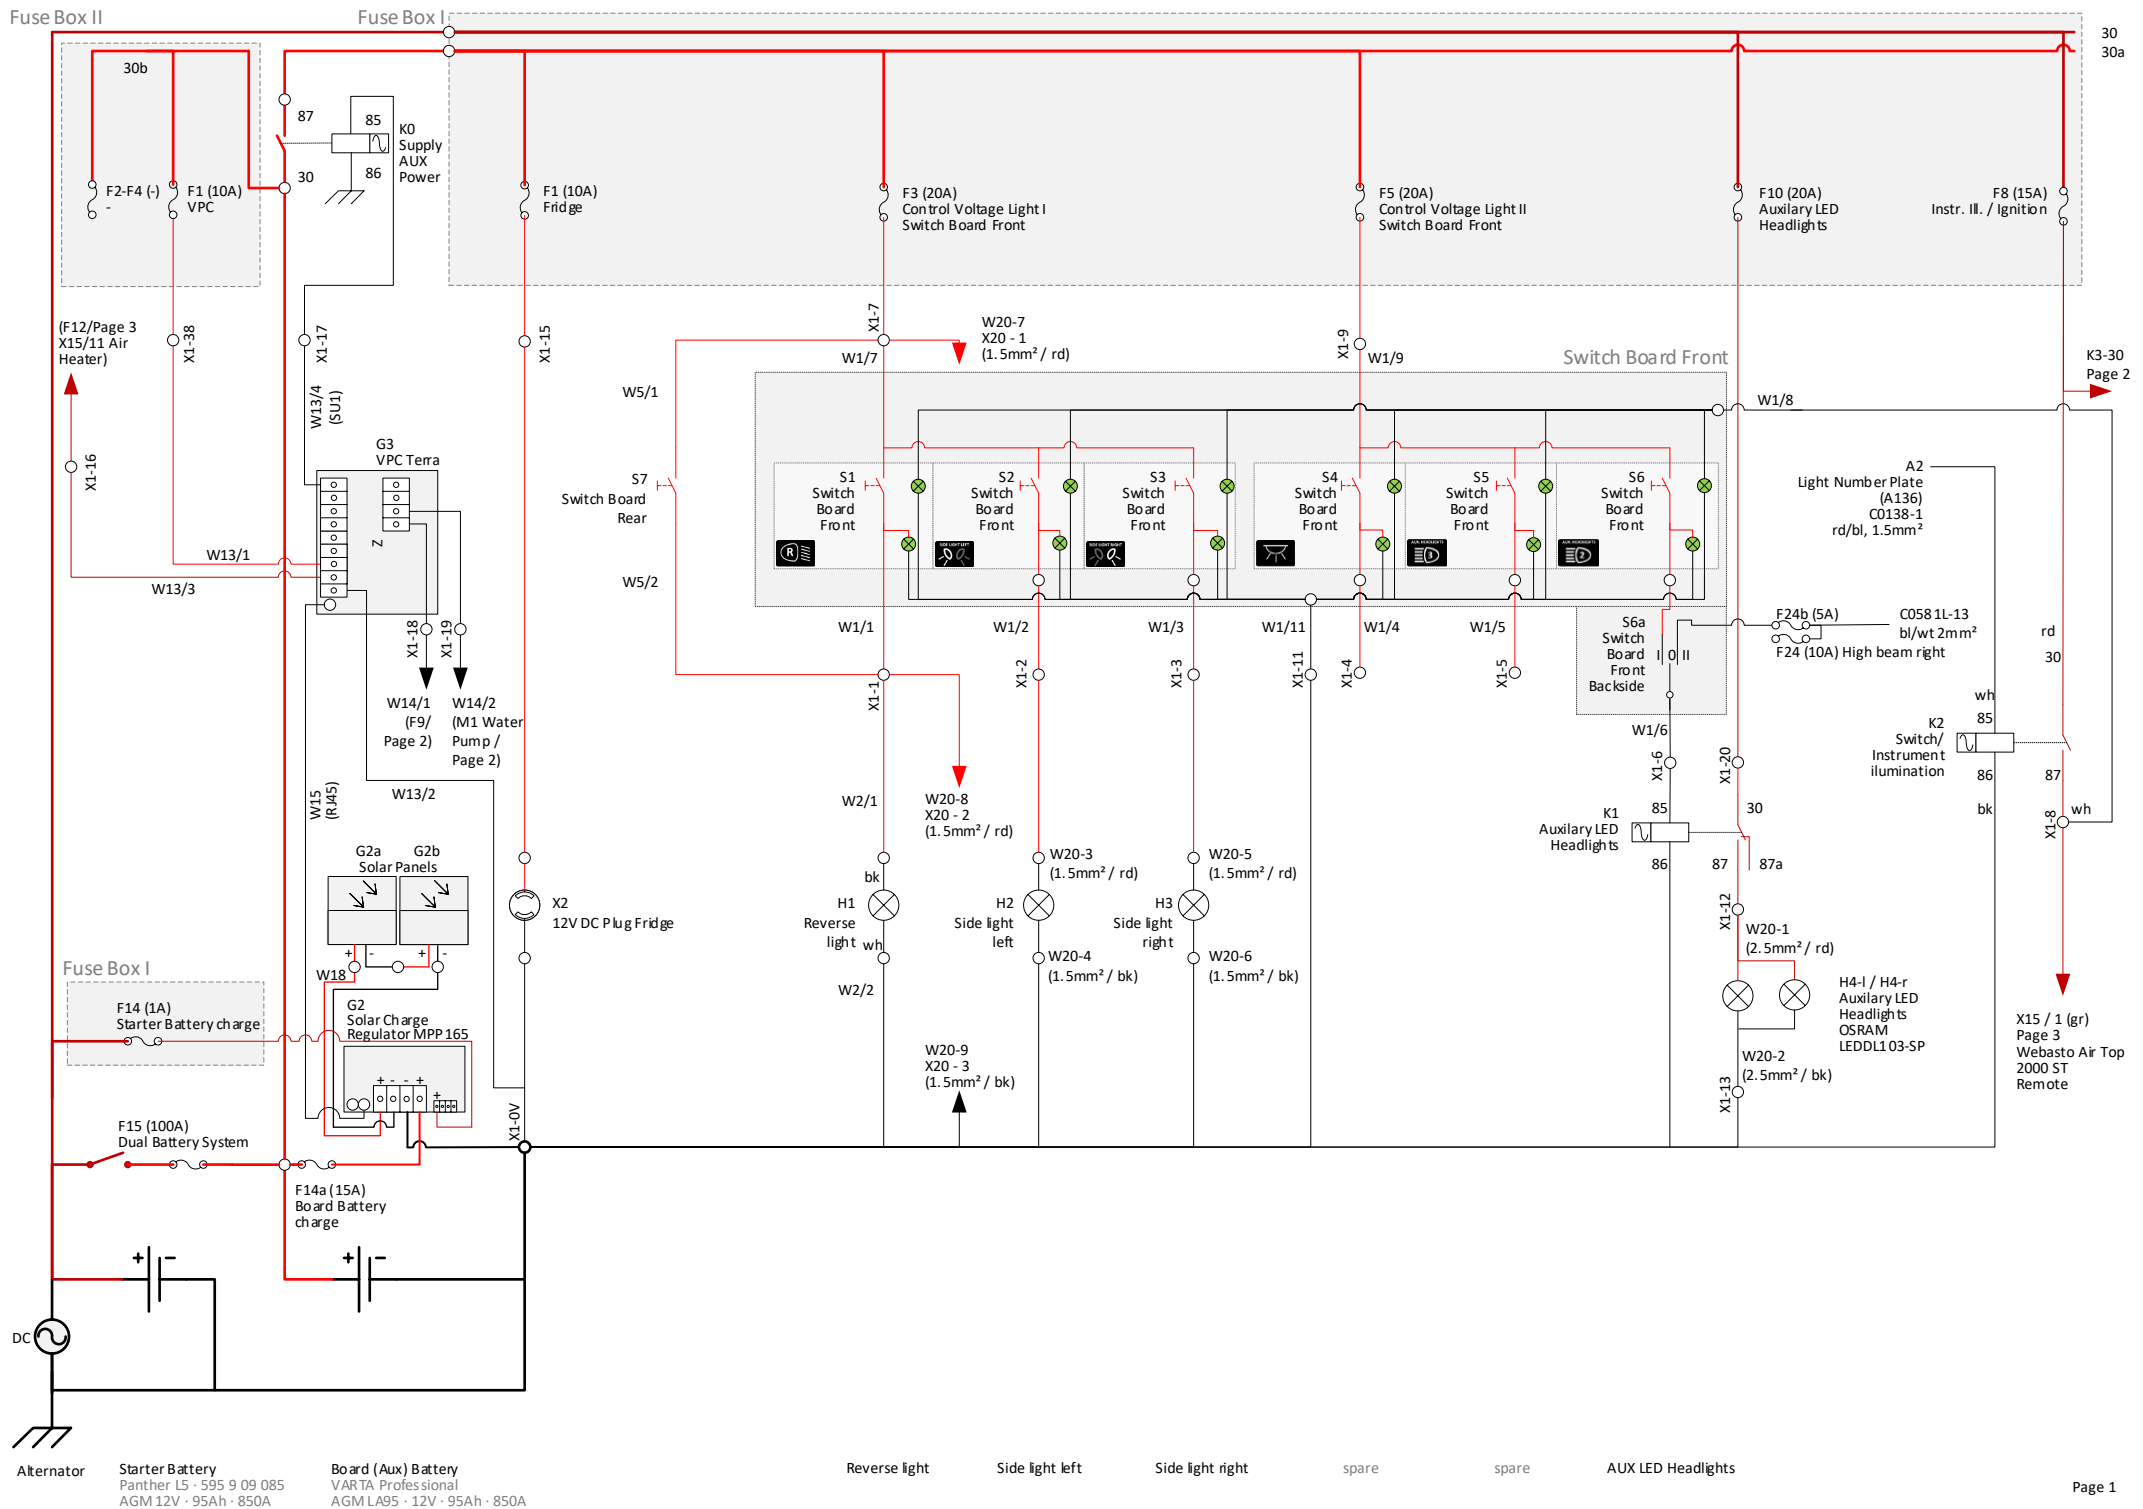 Fuse Box II
Fuse Box I
30
30a
30b
87
85
K0
Supply
AUX
Power
86
30
F2-F4 (-)
-
F1 (10A)
VPC
F1 (10A)
Fridge
F3 (20A)
Control Voltage Light I
Switch Board Front
F5 (20A)
Control Voltage Light II
Switch Board Front
F10 (20A)
Auxilary LED
Headlights
F8 (15A)
Instr. Ill. / Ignition
(F12/Page 3
X15/11 Air
Heater)
X1-38
X1-17
X1-15
X1-7
W1/7
W20-7
X20 - 1
(1.5mm² / rd)
X1-9
W1/9
Switch Board Front
K3-30
Page 2
W5/1
W1/8
W13/4
(SU1)
X1-16
G3
VPC Terra
Z
W13/1
W13/3
S7
Switch Board
Rear
W5/2
S1
Switch
Board
Front
R
S2
Switch
Board
Front
SIDE LIGHT LEFT
S3
Switch
Board
Front
SIDE LIGHT RIGHT
S4
Switch
Board
Front
S5
Switch
Board
Front
AUX. HEADLIGHTS
3
S6
Switch
Board
Front
AUX. HEADLIGHTS
2
A2
Light Number Plate
(A136)
C0138-1
rd/bl, 1.5mm²
X1-18
X1-19
W14/1
(F9/
Page 2)
W14/2
(M1 Water
Pump /
Page 2)
W1/1
W1/2
W1/3
W1/11
W1/4
W1/5
X1-1
X1-2
X1-3
X1-11
X1-4
X1-5
S6a
Switch
Board
Front
Backside
I 0 II
F24b (5A)
F24 (10A) High beam right
C0581L-13
bl/wt 2mm²
rd
30
wh
85
K2
Switch/
Instrument
ilumination
86
87
bk
wh
X1-8
W1/6
X1-6
X1-20
W15
(RJ45)
W13/2
W2/1
W20-8
X20 - 2
(1.5mm² / rd)
K1
Auxilary LED
Headlights
85
30
86
87
87a
G2a
G2b
Solar Panels
+
-
+
-
W18
X2
12V DC Plug Fridge
bk
H1
Reverse
light
wh
W2/2
W20-3
(1.5mm² / rd)
H2
Side light
left
W20-4
(1.5mm² / bk)
W20-5
(1.5mm² / rd)
H3
Side light
right
W20-6
(1.5mm² / bk)
X1-12
W20-1
(2.5mm² / rd)
H4-l / H4-r
Auxilary LED
Headlights
OSRAM
LEDDL103-SP
W20-2
(2.5mm² / bk)
X1-13
X15 / 1 (gr)
Page 3
Webasto Air Top
2000 ST
Remote
Fuse Box I
F14 (1A)
Starter Battery charge
G2
Solar Charge
Regulator MPP 165
+ - - +
+
W20-9
X20 - 3
(1.5mm² / bk)
X1-0V
F15 (100A)
Dual Battery System
F14a (15A)
Board Battery
charge
+ -
+ -
DC
Alternator
Starter Battery
Panther L5 · 595 9 09 085
AGM 12V · 95Ah · 850A
Board (Aux) Battery
VARTA Professional
AGM LA95 · 12V · 95Ah · 850A
Reverse light
Side light left
Side light right
spare
spare
AUX LED Headlights
Page 1